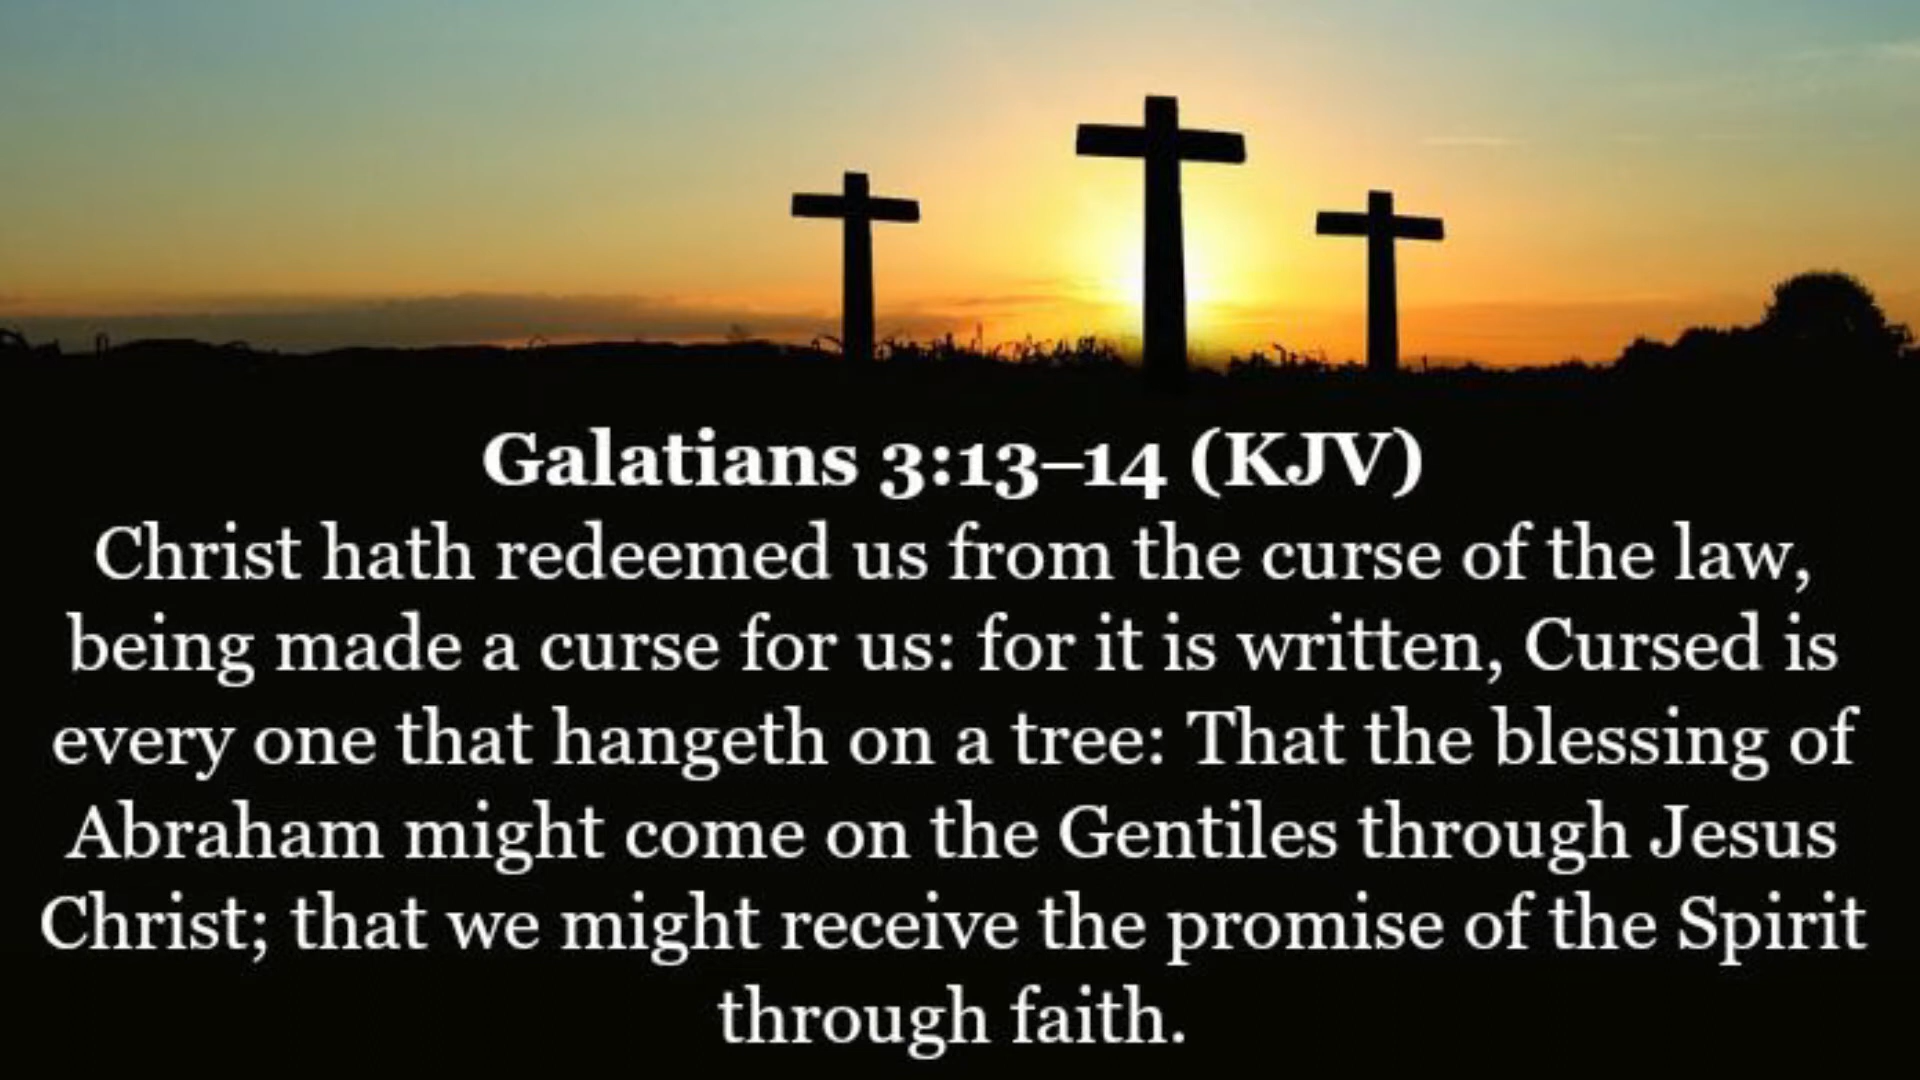 Galatians 3:13–14 (KJV)
Christ hath redeemed us from the curse of the law,
being made a curse for us: for it is written, Cursed is
every one that hangeth on a tree: That the blessing of
Abraham might come on the Gentiles through Jesus
Christ; that we might receive the promise of the Spirit
through faith.